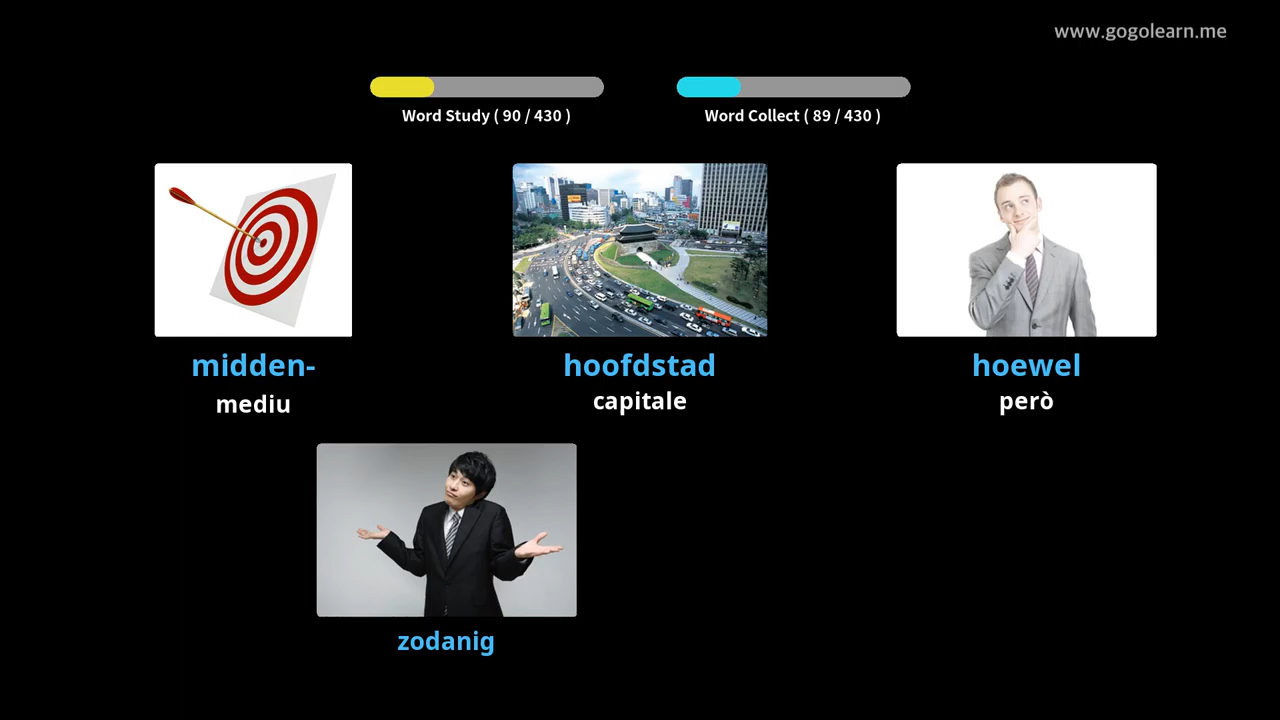 www.gogolearn.me
Word Study ( 90 / 430 )
Word Collect ( 89 / 430 )
midden-
mediu
hoofdstad
capitale
hoewel
però
zodanig